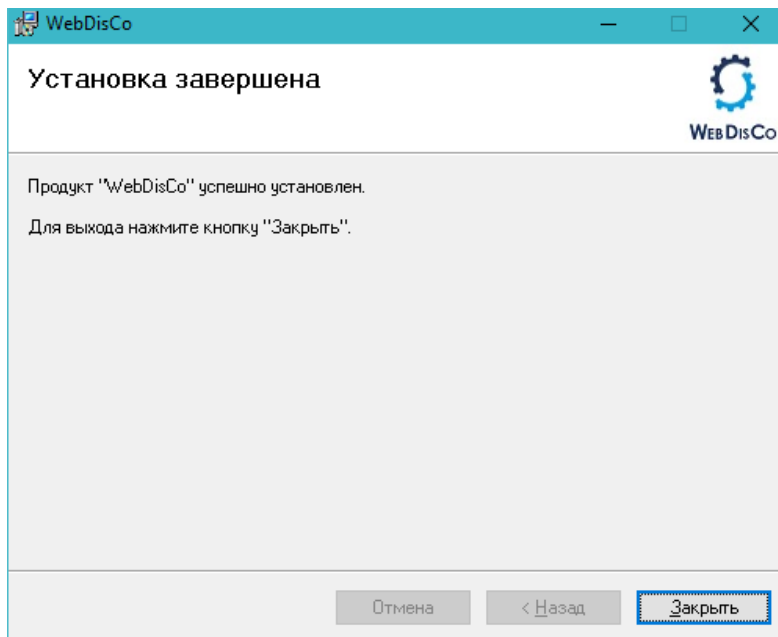 WebDisCo
Установка завершена
WEBDISCO
Продукт "WebDisCo" успешно установлен.
Для выхода нажмите кнопку "Закрыть".
Отмена
< Назад
Закрыть